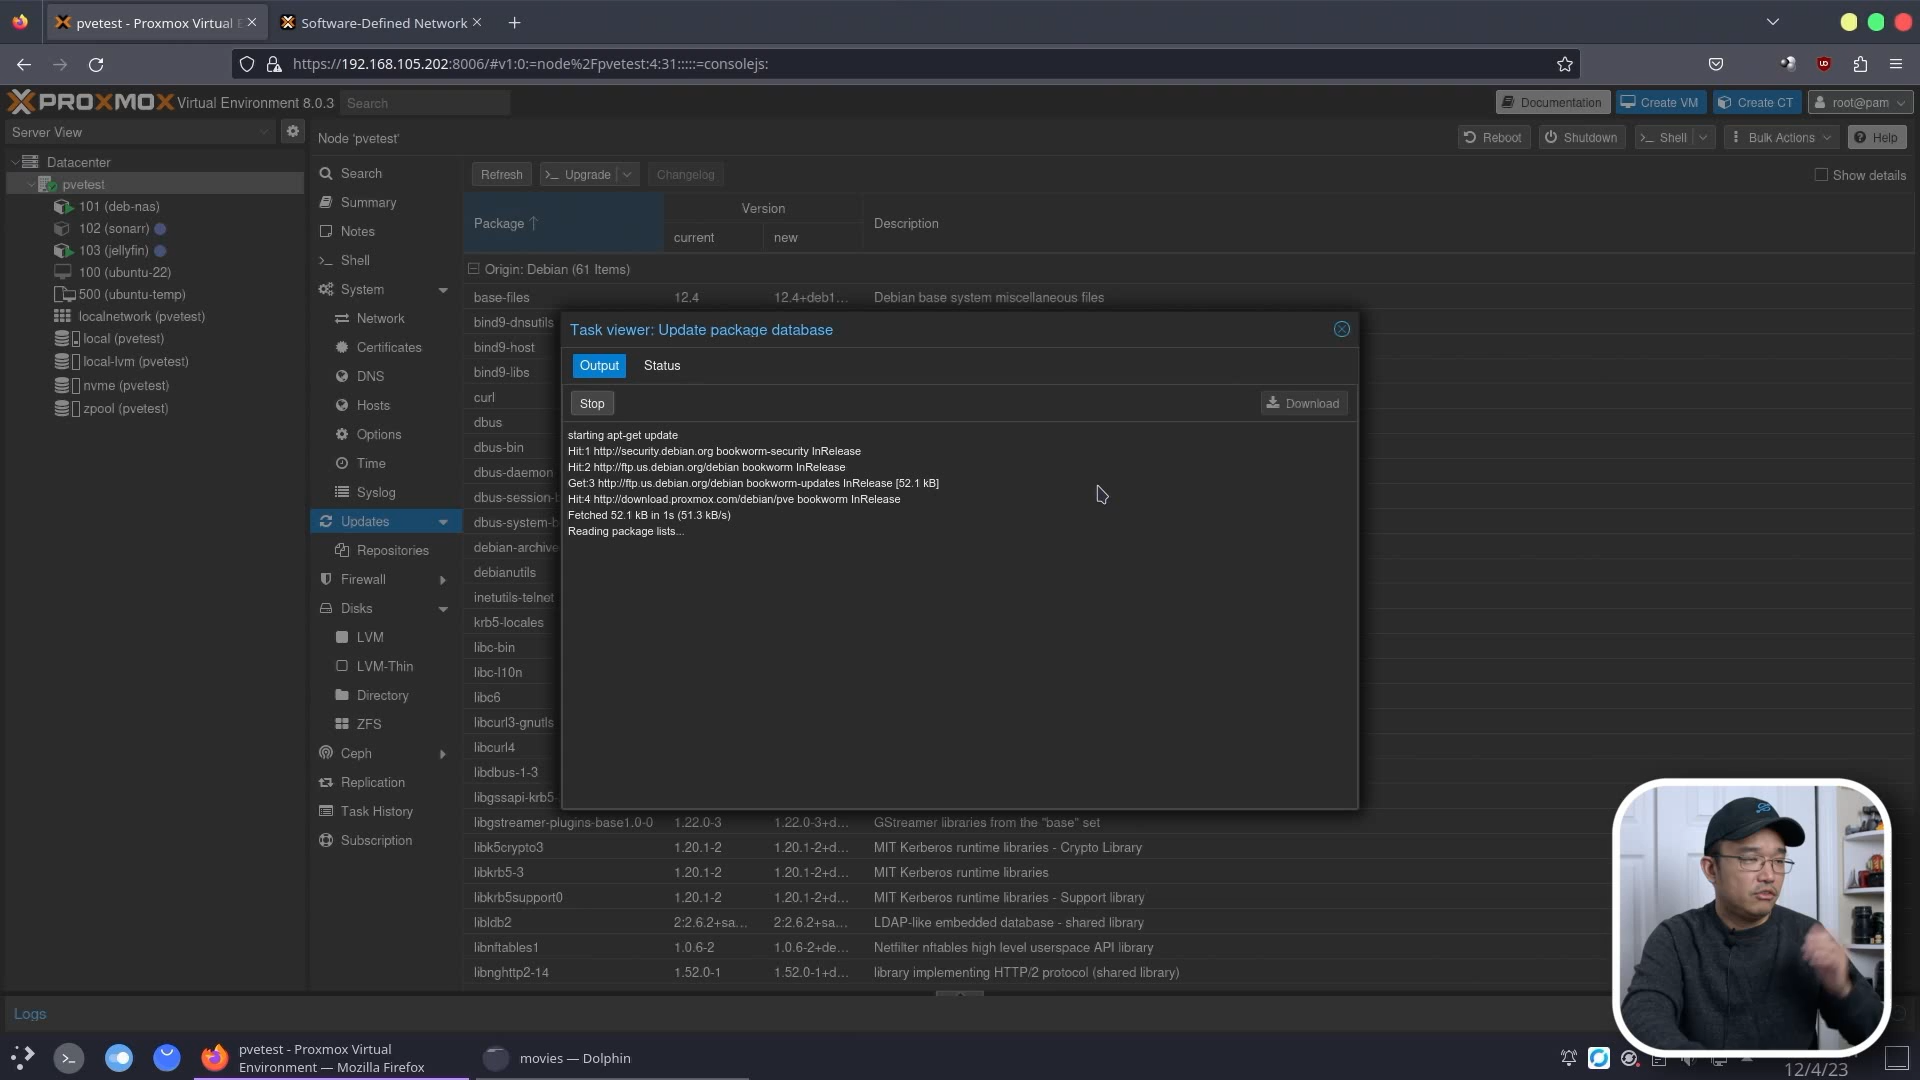 pvetest - Proxmox Virtual E
Software-Defined Network
https://192.168.105.202:8006/#v1:0:=node%2Fpvetest:4:31:::::=consolejs:
PROXMOX Virtual Environment 8.0.3
Search
Documentation
Create VM
Create CT
root@pam
Server View
Node 'pvetest'
Reboot
Shutdown
Shell
Bulk Actions
Help
Datacenter
pvetest
101 (deb-nas)
102 (sonarr)
103 (jellyfin)
100 (ubuntu-22)
500 (ubuntu-temp)
localnetwork (pvetest)
local (pvetest)
local-lvm (pvetest)
nvme (pvetest)
zpool (pvetest)
Search
Summary
Notes
Shell
System
Network
Certificates
DNS
Hosts
Options
Time
Syslog
Updates
Repositories
Firewall
Disks
LVM
LVM-Thin
Directory
ZFS
Ceph
Replication
Task History
Subscription
Refresh
Upgrade
Changelog
Show details
Package
Version
current
new
Description
Origin: Debian (61 Items)
base-files 12.4 12.4+deb1... Debian base system miscellaneous files
bind9-dnsutils
bind9-host
bind9-libs
curl
dbus
dbus-bin
dbus-daemon
dbus-session-b
dbus-system-b
debian-archive
debianutils
inetutils-telnet
krb5-locales
libc-bin
libc-l10n
libc6
libcurl3-gnutls
libcurl4
libdbus-1-3
libgssapi-krb5-
libgstreamer-plugins-base1.0-0 1.22.0-3 1.22.0-3+d... GStreamer libraries from the "base" set
libk5crypto3 1.20.1-2 1.20.1-2+d... MIT Kerberos runtime libraries - Crypto Library
libkrb5-3 1.20.1-2 1.20.1-2+d... MIT Kerberos runtime libraries
libkrb5support0 1.20.1-2 1.20.1-2+d... MIT Kerberos runtime libraries - Support library
libldb2 2:2.6.2+sa... 2:2.6.2+sa... LDAP-like embedded database - shared library
libnftables1 1.0.6-2 1.0.6-2+de... Netfilter nftables high level userspace API library
libnghttp2-14 1.52.0-1 1.52.0-1+d... library implementing HTTP/2 protocol (shared library)
Task viewer: Update package database
Output
Status
Stop
Download
starting apt-get update
Hit:1 http://security.debian.org bookworm-security InRelease
Hit:2 http://ftp.us.debian.org/debian bookworm InRelease
Get:3 http://ftp.us.debian.org/debian bookworm-updates InRelease [52.1 kB]
Hit:4 http://download.proxmox.com/debian/pve bookworm InRelease
Fetched 52.1 kB in 1s (51.3 kB/s)
Reading package lists...
Logs
pvetest - Proxmox Virtual
Environment — Mozilla Firefox
movies — Dolphin
12/4/23